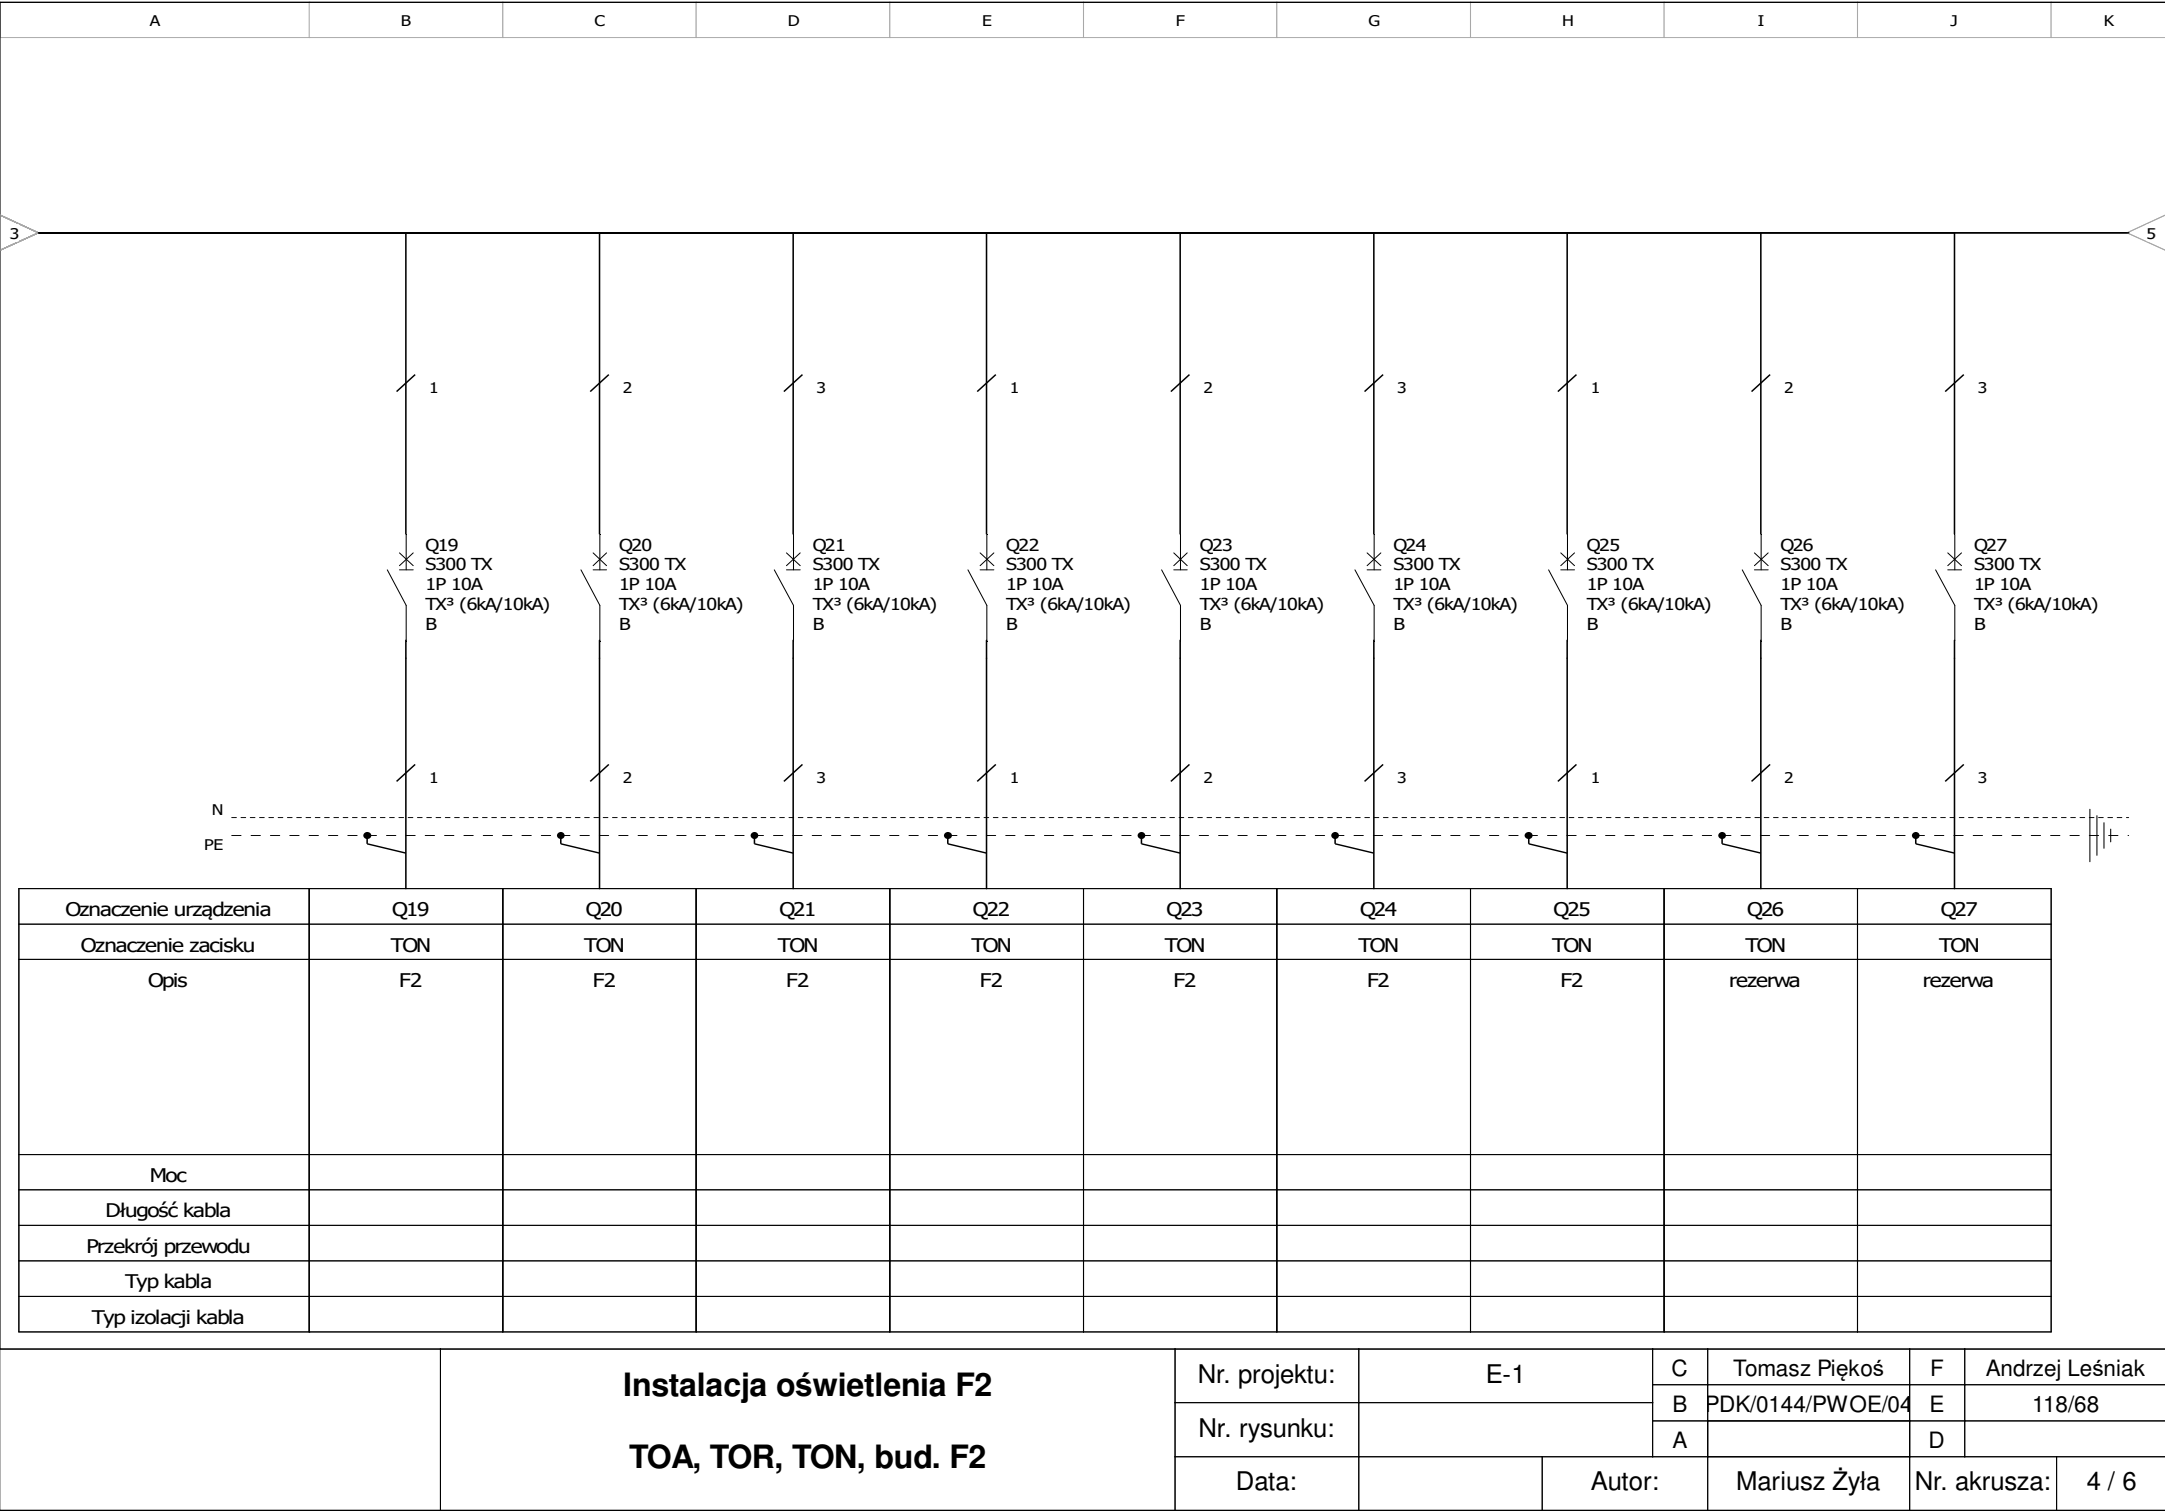 A B C D E F G H I J K
3 5
1 2 3 1 2 3 1 2 3
Q19 Q20 Q21 Q22 Q23 Q24 Q25 Q26 Q27
S300 TX S300 TX S300 TX S300 TX S300 TX S300 TX S300 TX S300 TX S300 TX
1P 10A 1P 10A 1P 10A 1P 10A 1P 10A 1P 10A 1P 10A 1P 10A 1P 10A
TX³ (6kA/10kA) TX³ (6kA/10kA) TX³ (6kA/10kA) TX³ (6kA/10kA) TX³ (6kA/10kA) TX³ (6kA/10kA) TX³ (6kA/10kA) TX³ (6kA/10kA) TX³ (6kA/10kA)
B B B B B B B B B
1 2 3 1 2 3 1 2 3
N
PE
Oznaczenie urządzenia Q19 Q20 Q21 Q22 Q23 Q24 Q25 Q26 Q27
Oznaczenie zacisku TON TON TON TON TON TON TON TON TON
Opis F2 F2 F2 F2 F2 F2 F2 rezerwa rezerwa
Moc
Długość kabla
Przekrój przewodu
Typ kabla
Typ izolacji kabla
Instalacja oświetlenia F2
TOA, TOR, TON, bud. F2
Nr. projektu: E-1 C Tomasz Piękoś F Andrzej Leśniak
B PDK/0144/PWOE/04 E 118/68
Nr. rysunku: A D
Data: Autor: Mariusz Żyła Nr. akrusza: 4 / 6